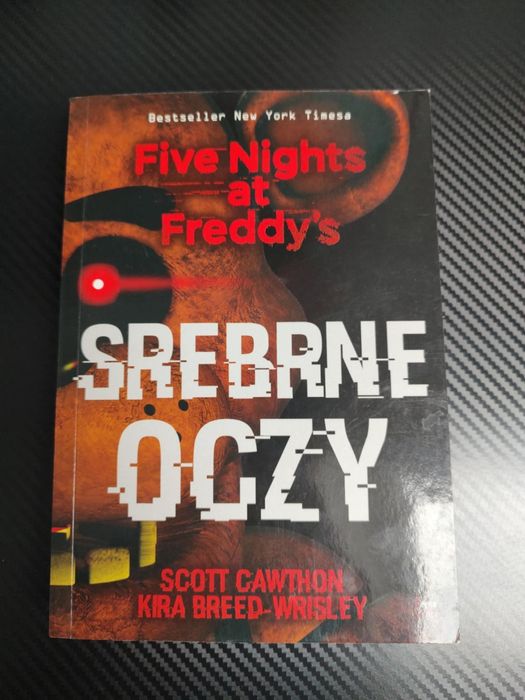 Bestseller New York Timesa
Five Nights
at
Freddy's
SREBRNE
OCZY
SCOTT CAWTHON
KIRA BREED-WRISLEY